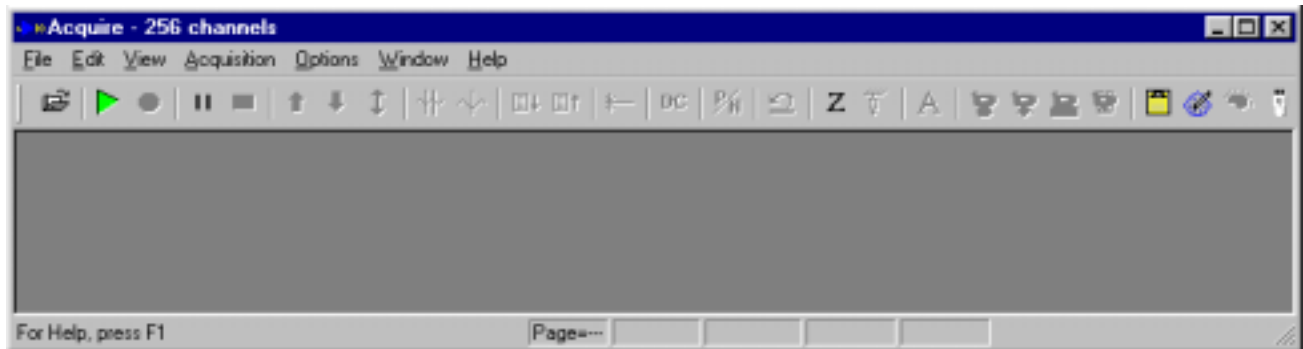 Acquire - 256 channels
File Edit View Acquisition Options Window Help
DC P/N Z A
For Help, press F1 Page=---